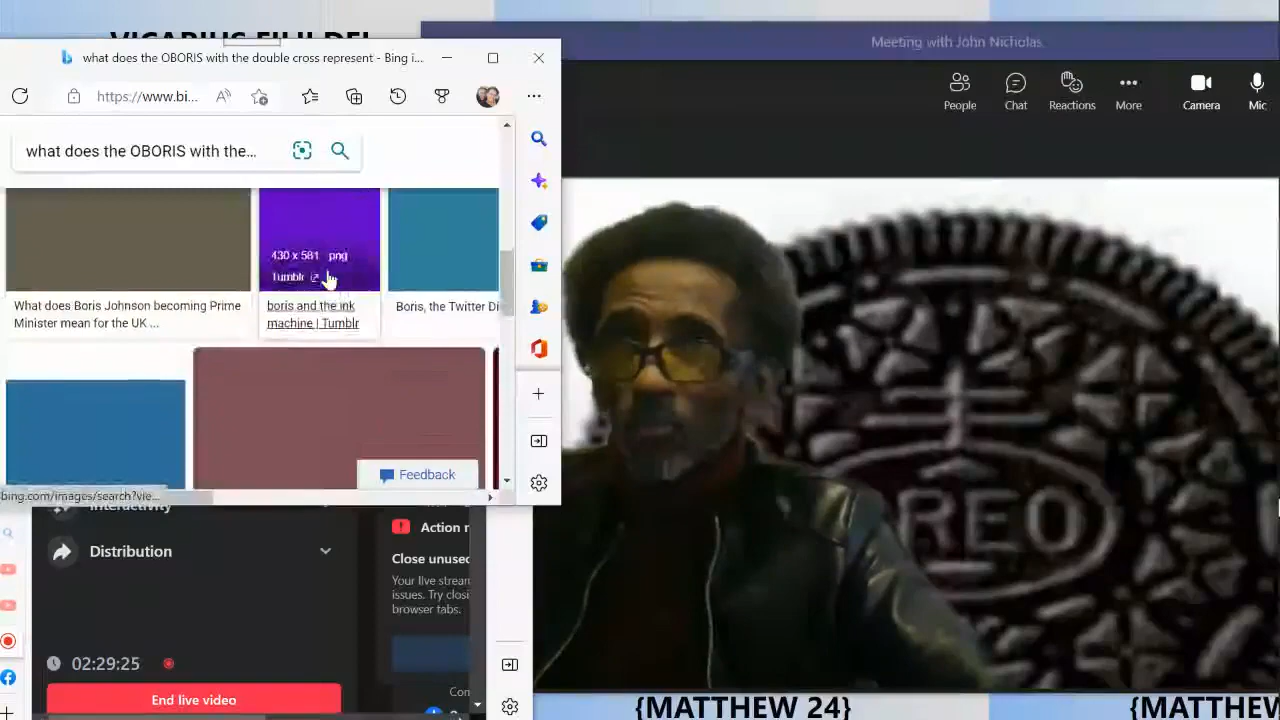 what does the OBORIS with the double cross represent - Bing i...
https://www.bi...
what does the OBORIS with the...
430 x 581 png
Tumblr
What does Boris Johnson becoming Prime
Minister mean for the UK ...
boris and the ink
machine | Tumblr
Boris, the Twitter Di
Feedback
bing.com/images/search?vie...
Meeting with John Nicholas
People
Chat
Reactions
More
Camera
Mic
REO
Interactivity
Distribution
02:29:25
End live video
Action r
Close unused
Your live stream
issues. Try closi
browser tabs.
Con
{MATTHEW 24}
{MATTHEW